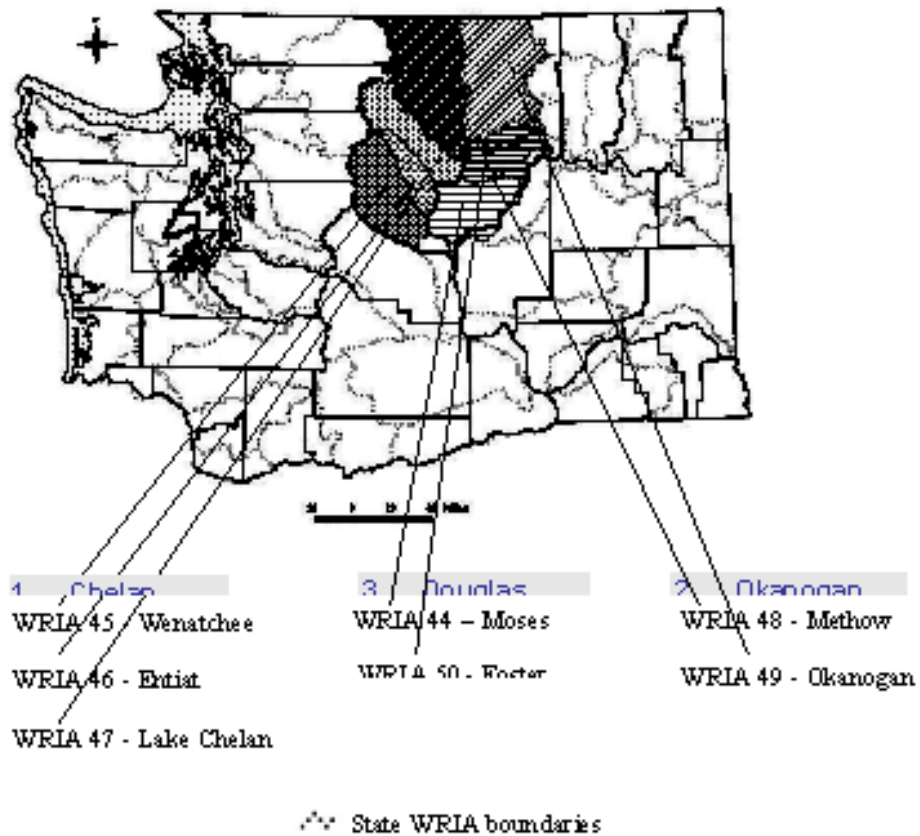 Miles
1 Chelan
3 Douglas
2 Okanogan
WRIA 45 - Wenatchee
WRIA 44 - Moses
WRIA 48 - Methow
WRIA 46 - Entiat
WRIA 50 - Foster
WRIA 49 - Okanogan
WRIA 47 - Lake Chelan
State WRIA boundaries